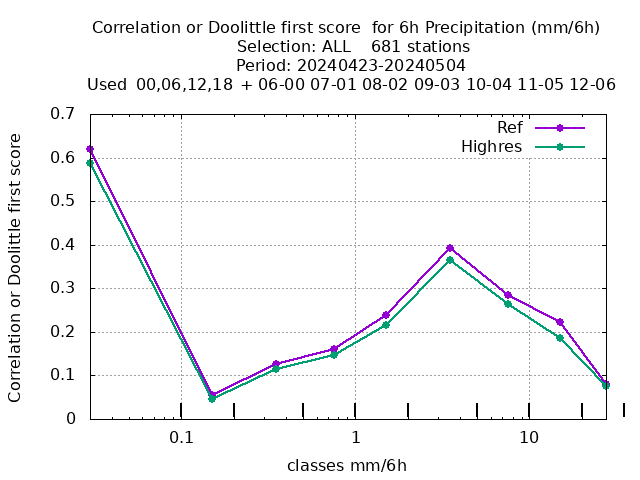 Correlation or Doolittle first score  for 6h Precipitation (mm/6h)
Selection: ALL    681 stations
Period: 20240423-20240504
Used  00,06,12,18  + 06-00 07-01 08-02 09-03 10-04 11-05 12-06
Ref
Highres
Correlation or Doolittle first score
0.7
0.6
0.5
0.4
0.3
0.2
0.1
0
0.1
1
10
classes mm/6h